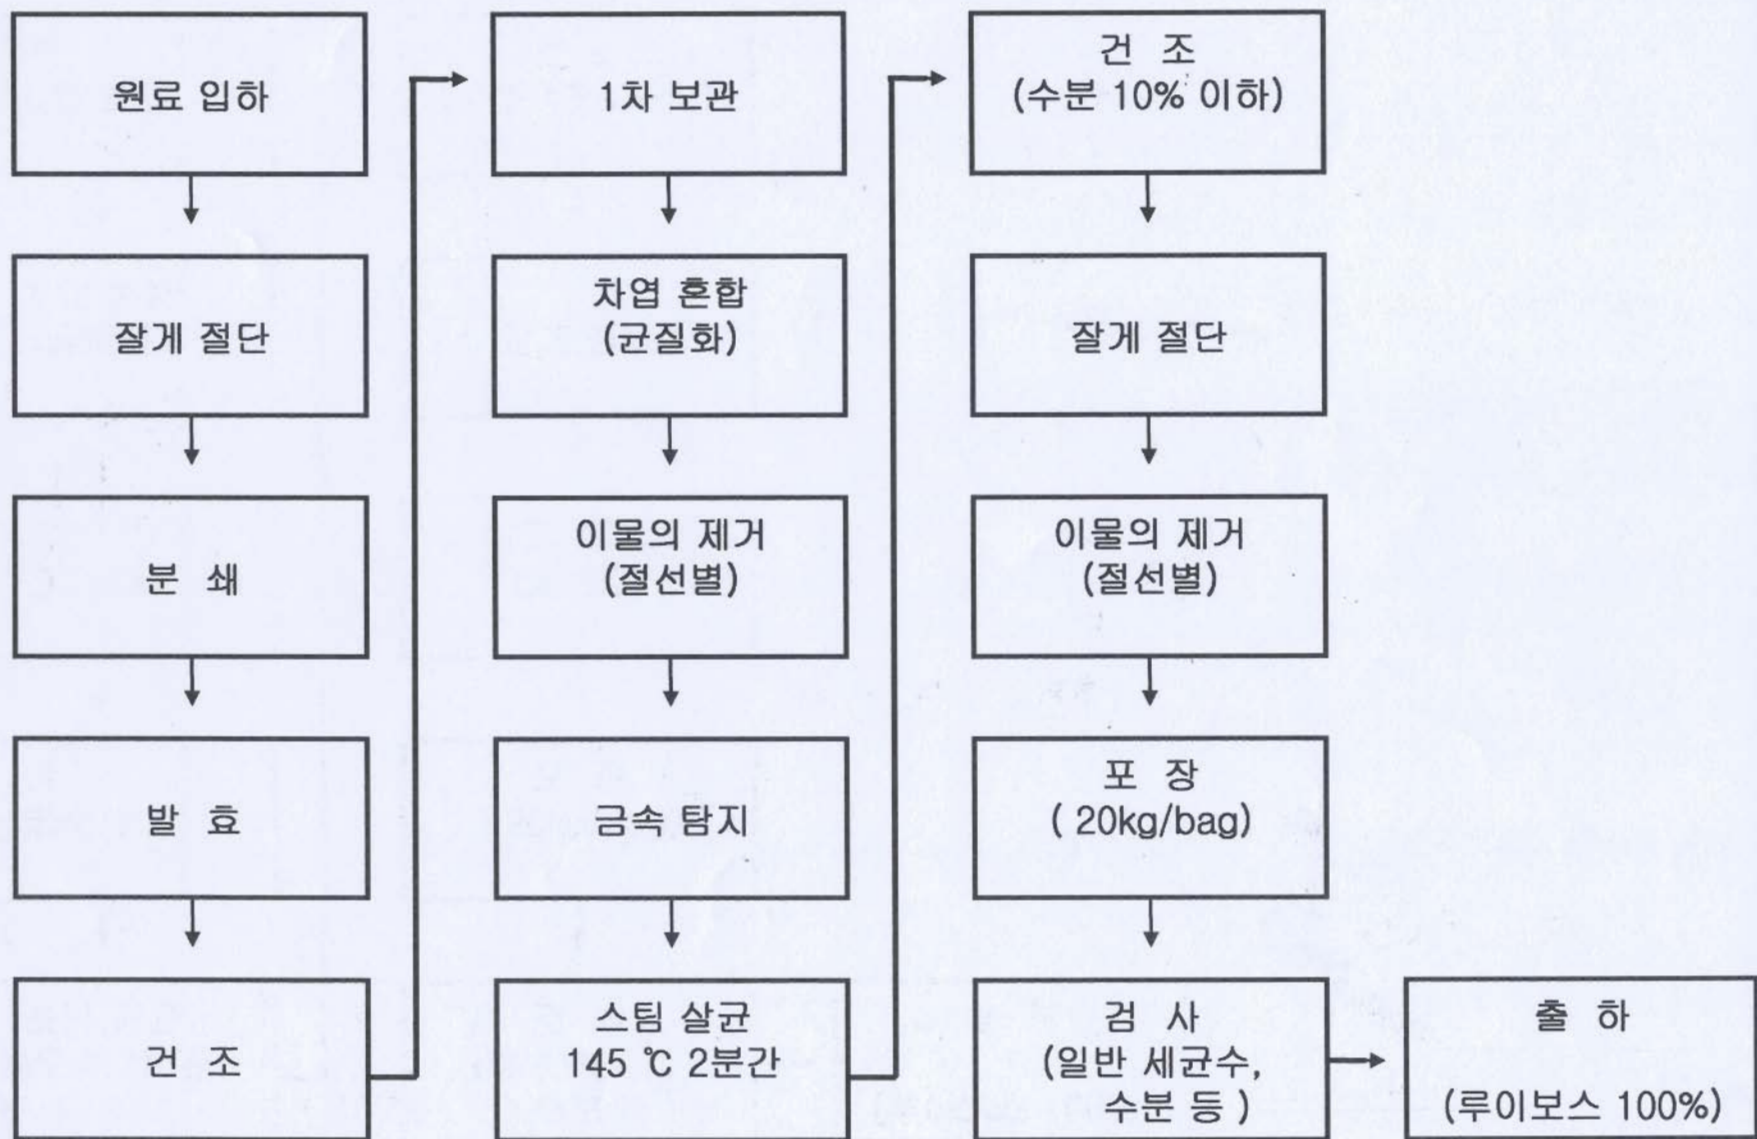 원료 입하
잘게 절단
분 쇄
발 효
건 조
1차 보관
차엽 혼합
(균질화)
이물의 제거
(절선별)
금속 탐지
스팀 살균
145 ℃ 2분간
건 조
(수분 10% 이하)
잘게 절단
이물의 제거
(절선별)
포 장
( 20kg/bag)
검 사
(일반 세균수,
수분 등 )
출 하
(루이보스 100%)